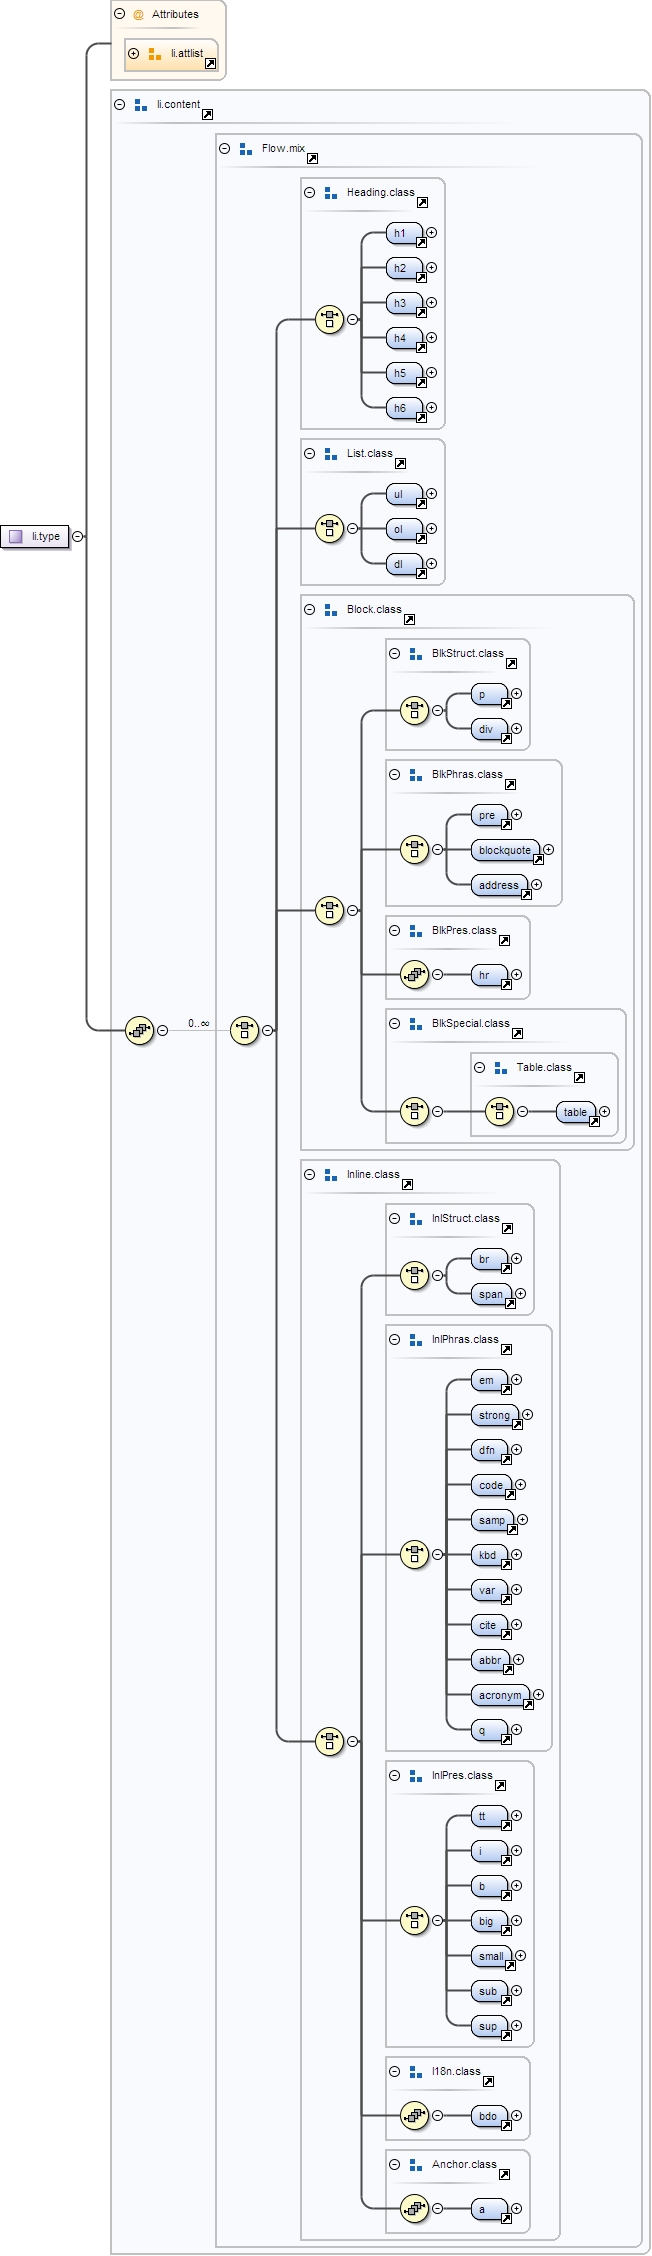 Attributes
li.attlist
li.content
Flow.mix
Heading.class
h1
h2
h3
h4
h5
h6
List.class
ul
ol
dl
li.type
Block.class
BlkStruct.class
p
div
BlkPhras.class
pre
blockquote
address
BlkPres.class
hr
0..∞
BlkSpecial.class
Table.class
table
Inline.class
InlStruct.class
br
span
InlPhras.class
em
strong
dfn
code
samp
kbd
var
cite
abbr
acronym
q
InlPres.class
tt
i
b
big
small
sub
sup
I18n.class
bdo
Anchor.class
a